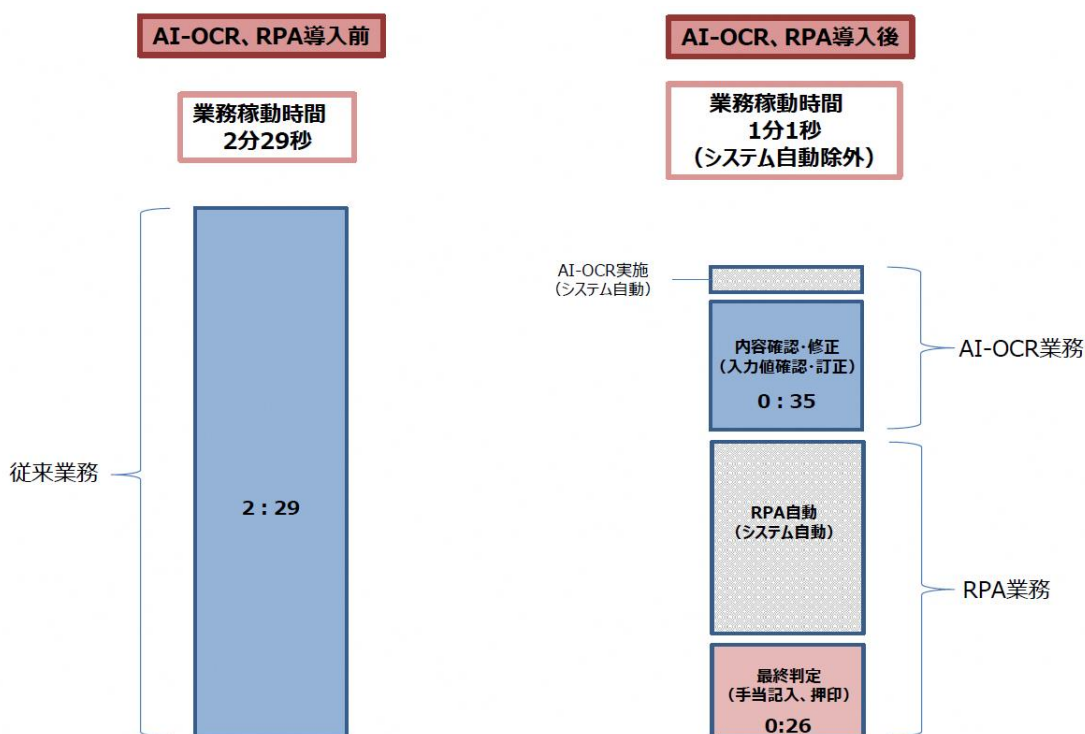 AI-OCR、RPA導入前
業務稼動時間
2分29秒
従来業務
2：29
AI-OCR、RPA導入後
業務稼動時間
1分1秒
（システム自動除外）
AI-OCR実施
（システム自動）
内容確認・修正
（入力値確認・訂正）
0：35
AI-OCR業務
RPA自動
（システム自動）
RPA業務
最終判定
（手当記入、押印）
0:26